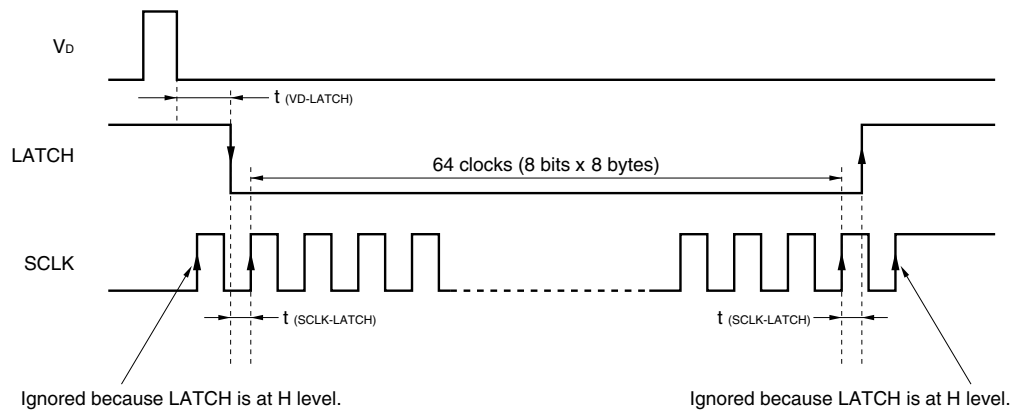 VD
t (VD-LATCH)
LATCH
64 clocks (8 bits x 8 bytes)
SCLK
t (SCLK-LATCH)
t (SCLK-LATCH)
Ignored because LATCH is at H level.
Ignored because LATCH is at H level.